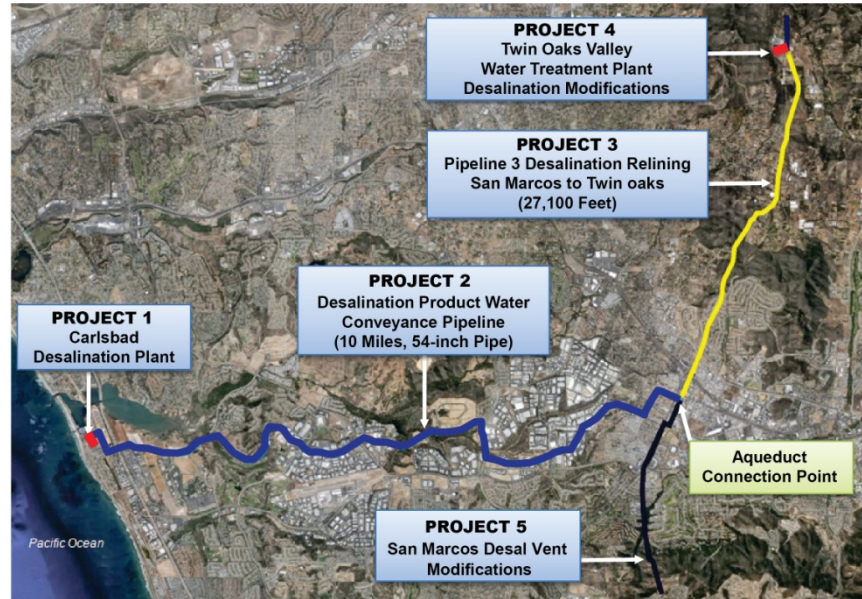 PROJECT 4
Twin Oaks Valley
Water Treatment Plant
Desalination Modifications
PROJECT 3
Pipeline 3 Desalination Relining
San Marcos to Twin oaks
(27,100 Feet)
PROJECT 2
Desalination Product Water
Conveyance Pipeline
(10 Miles, 54-inch Pipe)
PROJECT 1
Carlsbad
Desalination Plant
Aqueduct
Connection Point
PROJECT 5
San Marcos Desal Vent
Modifications
Pacific Ocean